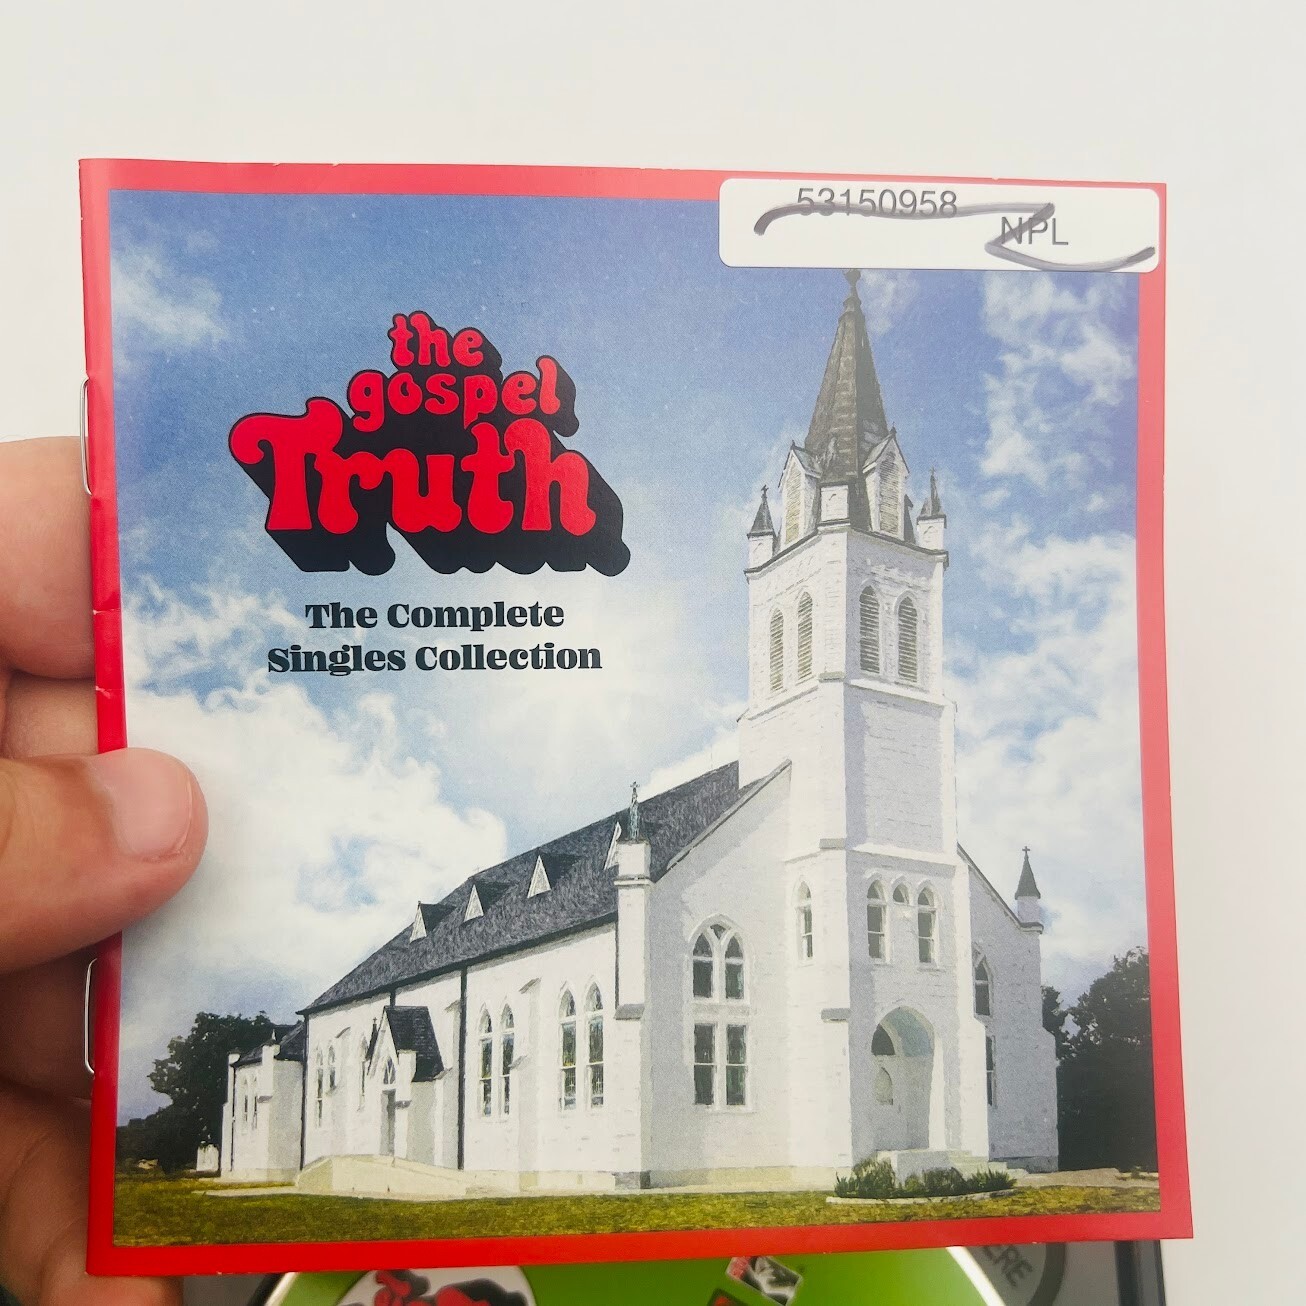 53150958
NPL
the
gospel
Truth
The Complete
Singles Collection